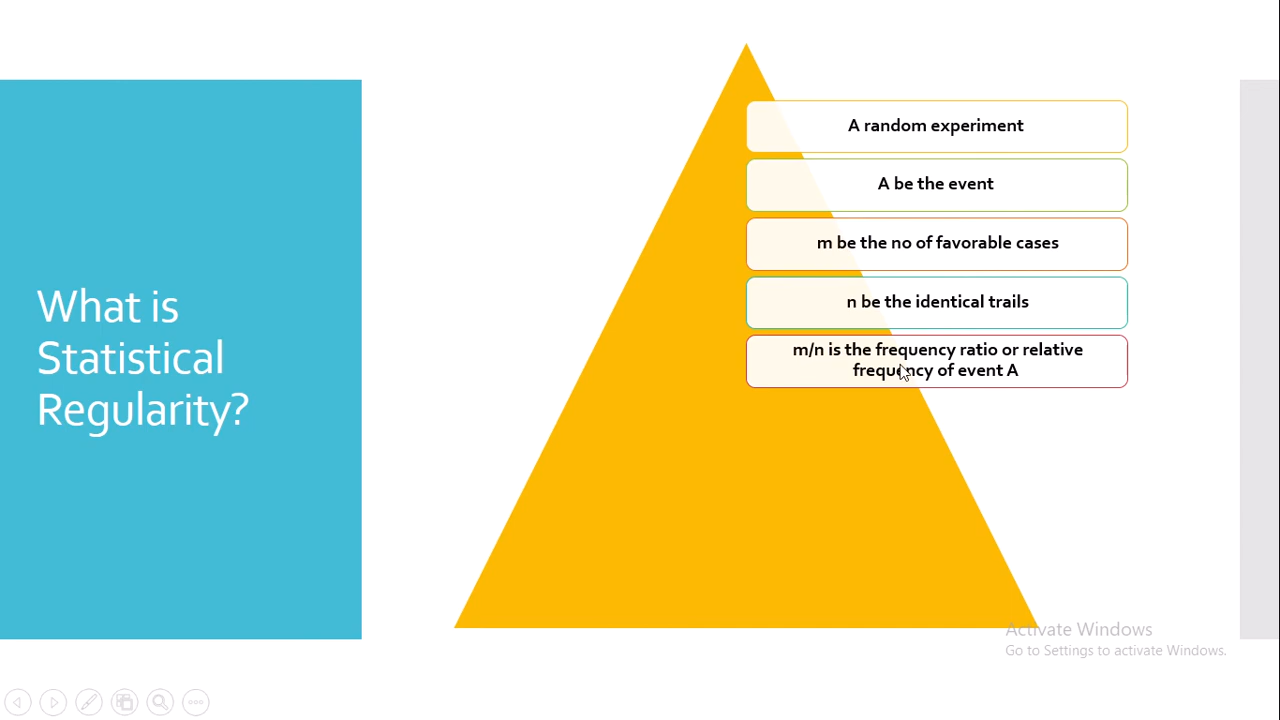 What is
Statistical
Regularity?
A random experiment
A be the event
m be the no of favorable cases
n be the identical trails
m/n is the frequency ratio or relative
frequency of event A
Activate Windows
Go to Settings to activate Windows.